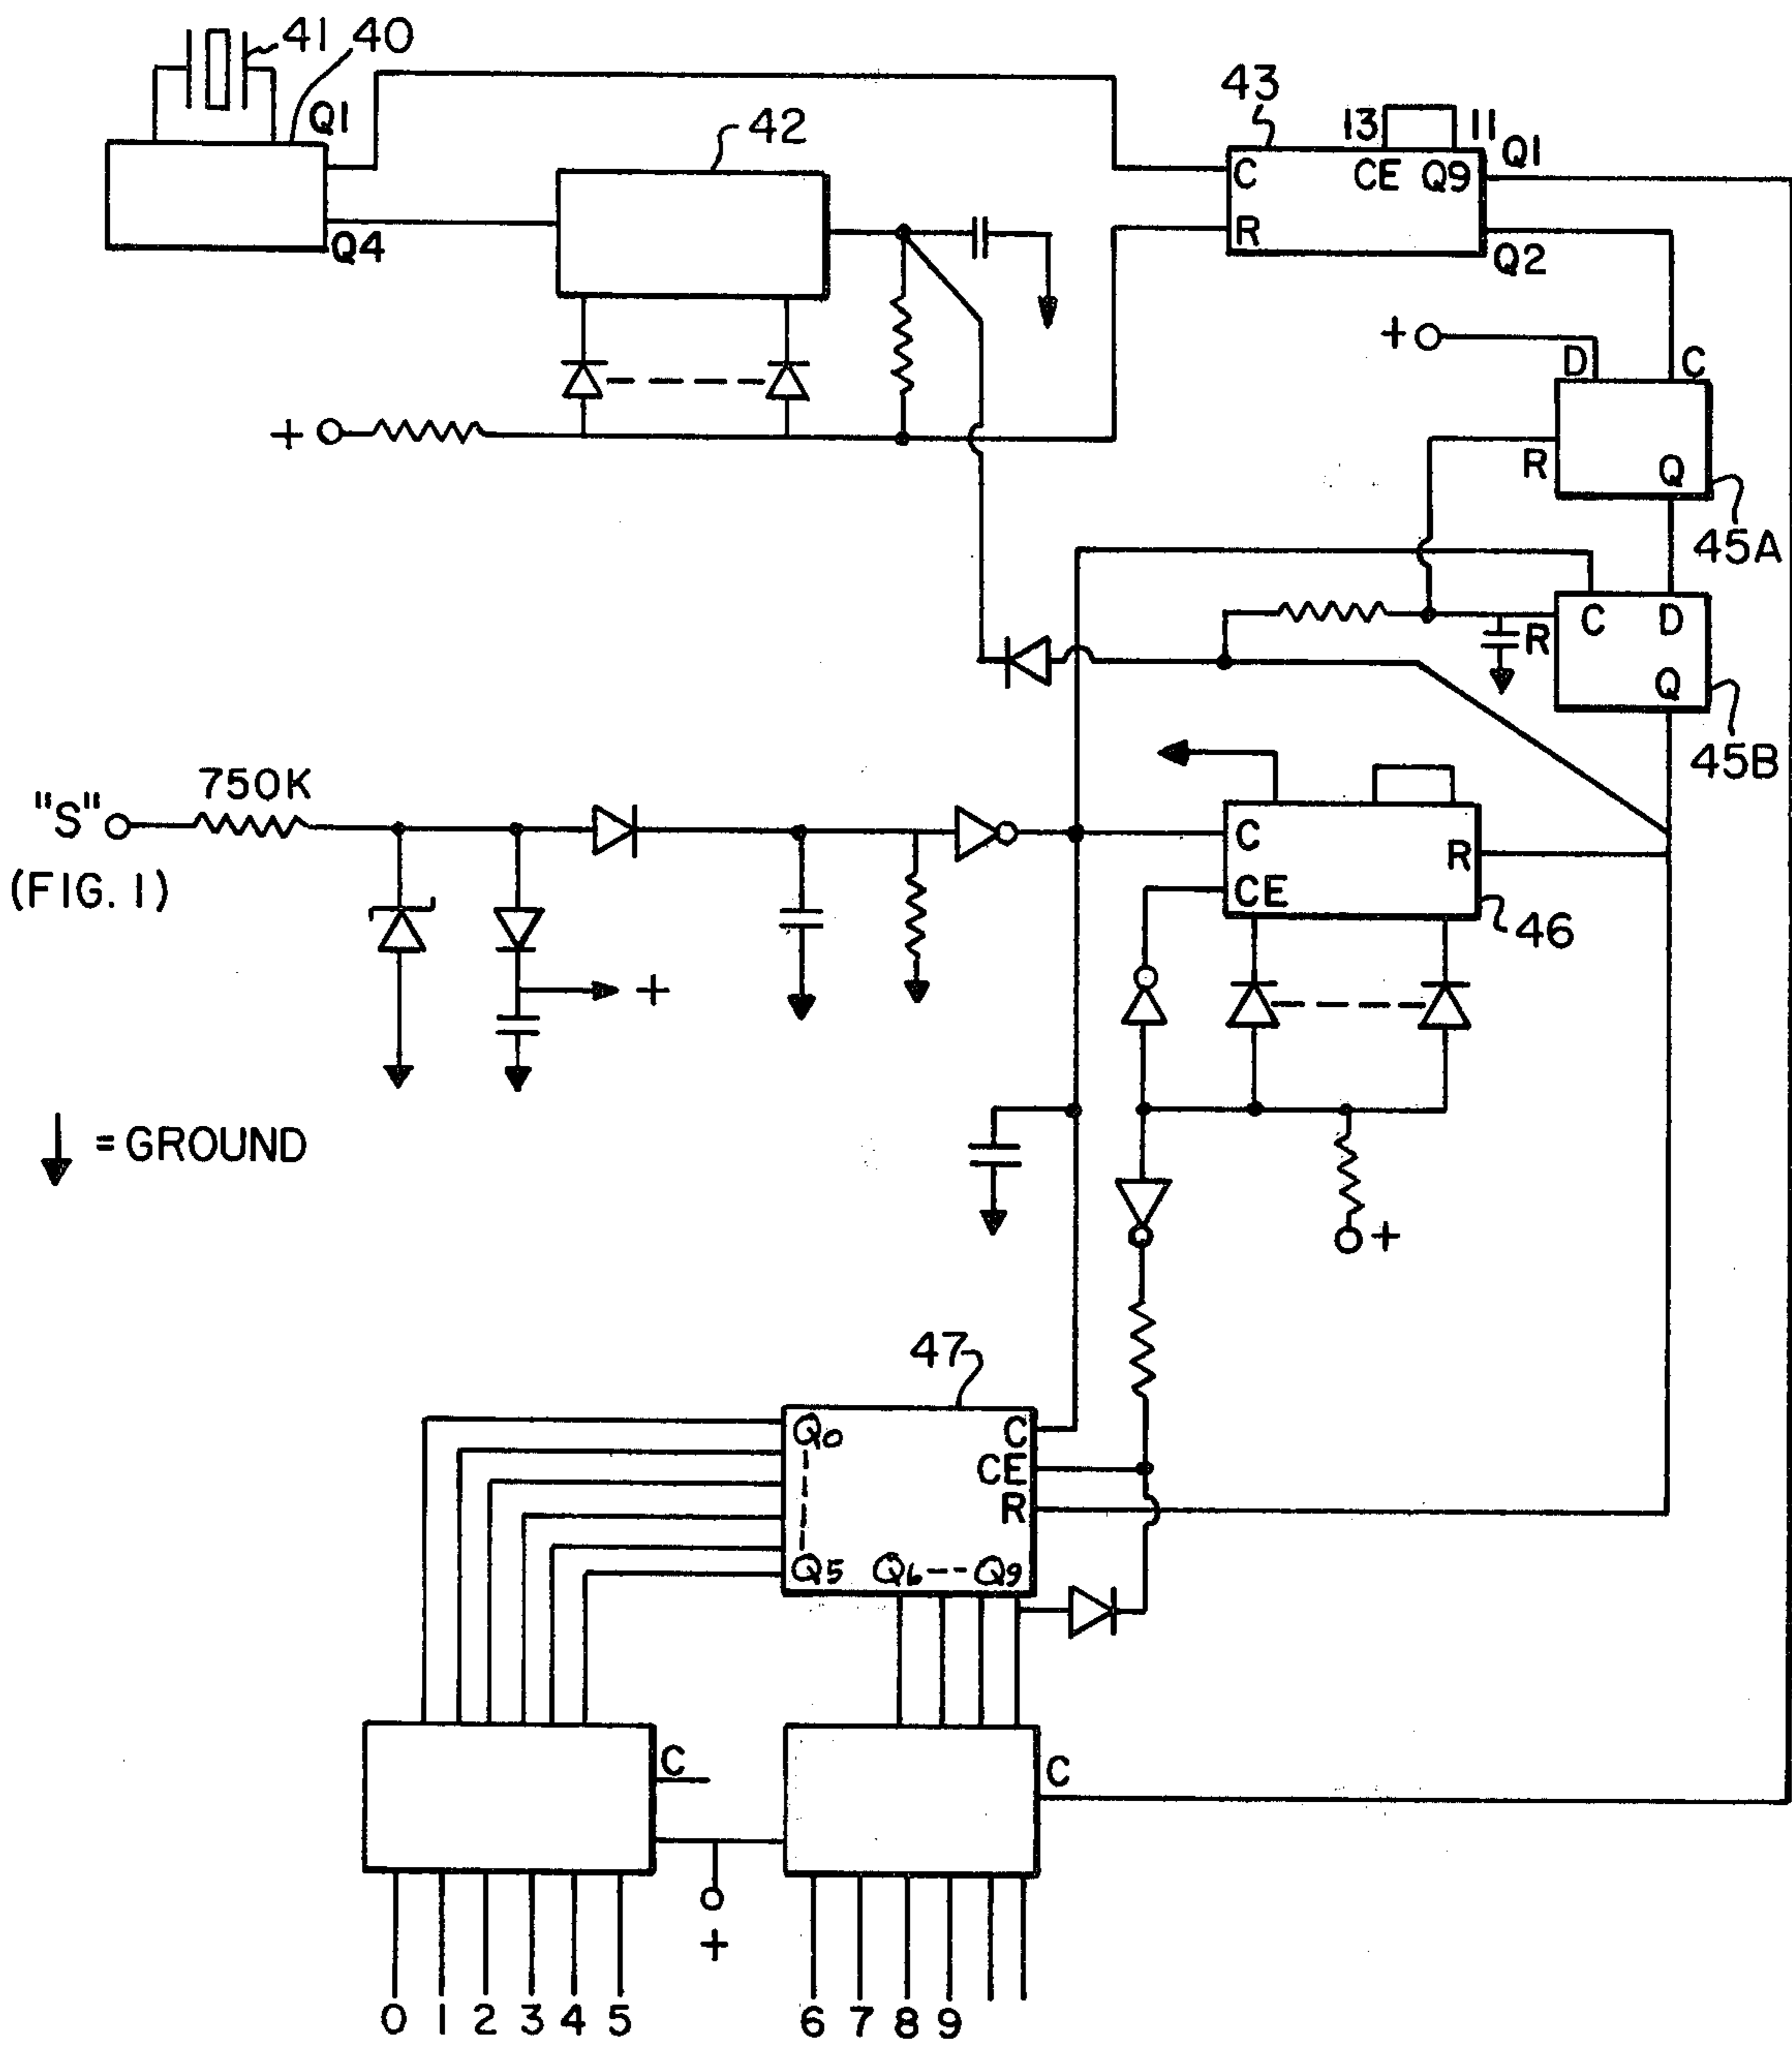 41 40
Q1
43
13 11
42
C CE Q9 Q1
R
Q4
Q2
+
D C
+
R Q
45A
C D
R
Q
45B
750K
"S"
C
R
(FIG. 1)
CE
46
+
= GROUND
+
47
Q0 C
CE
R
Q5 Q6 -- Q9
C
C
+
0 1 2 3 4 5 6 7 8 9